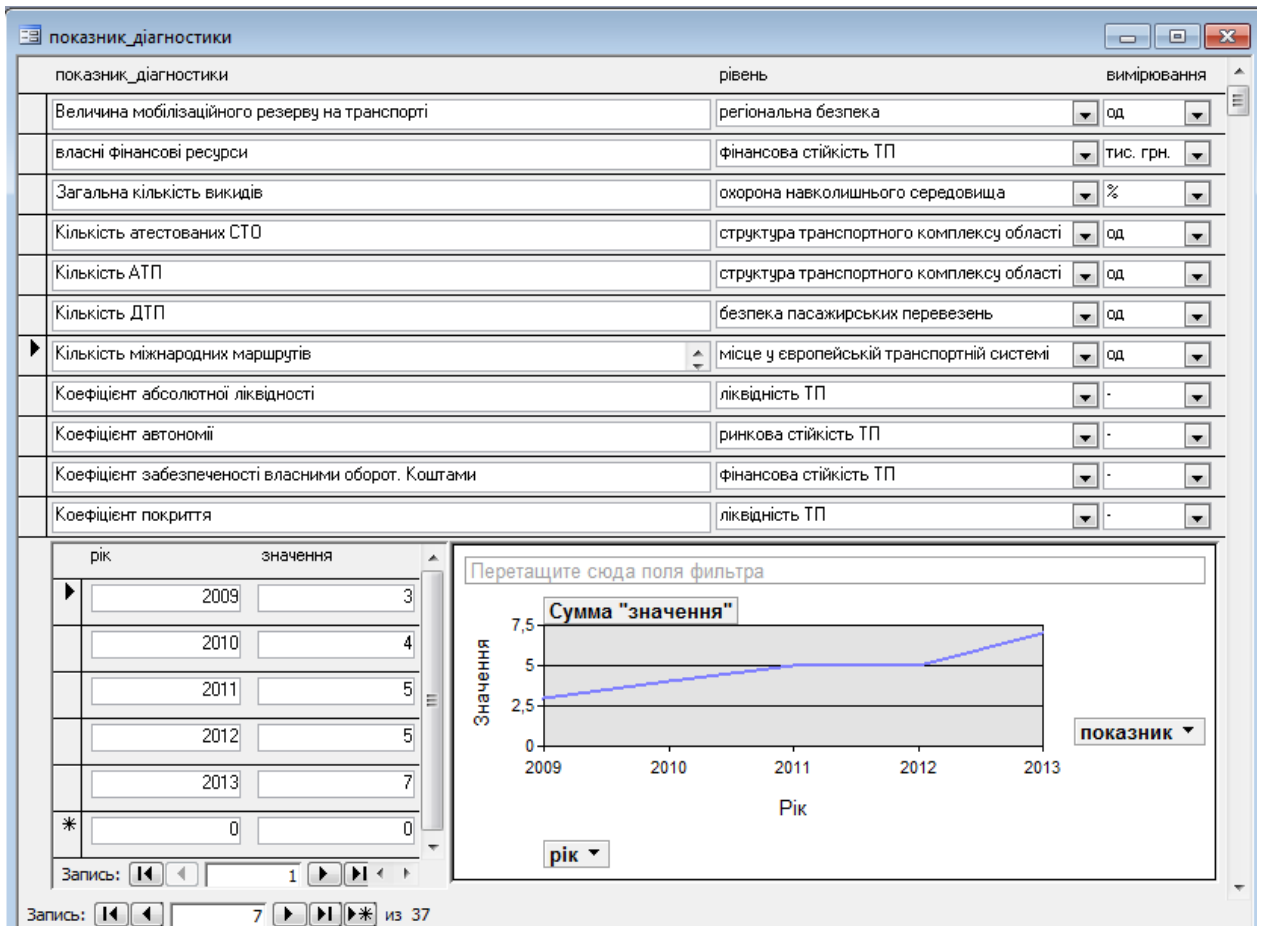 показник_діагностики
показник_діагностики рівень вимірювання
Величина мобілізаційного резерву на транспорті регіональна безпека од
власні фінансові ресурси фінансова стійкість ТП тис. грн.
Загальна кількість викидів охорона навколишнього середовища %
Кількість атестованих СТО структура транспортного комплексу області од
Кількість АТП структура транспортного комплексу області од
Кількість ДТП безпека пасажирських перевезень од
Кількість міжнародних маршрутів місце у європейській транспортній системі од
Коефіцієнт абсолютної ліквідності ліквідність ТП -
Коефіцієнт автономії ринкова стійкість ТП -
Коефіцієнт забезпеченості власними оборот. Коштами фінансова стійкість ТП -
Коефіцієнт покриття ліквідність ТП -
рік значення
2009 3
2010 4
2011 5
2012 5
2013 7
0 0
Запись: 1
Перетащите сюда поля фильтра
Сумма "значення"
7,5
5
2,5
0
Значення
2009 2010 2011 2012 2013
Рік
показник
рік
Запись: 7 из 37